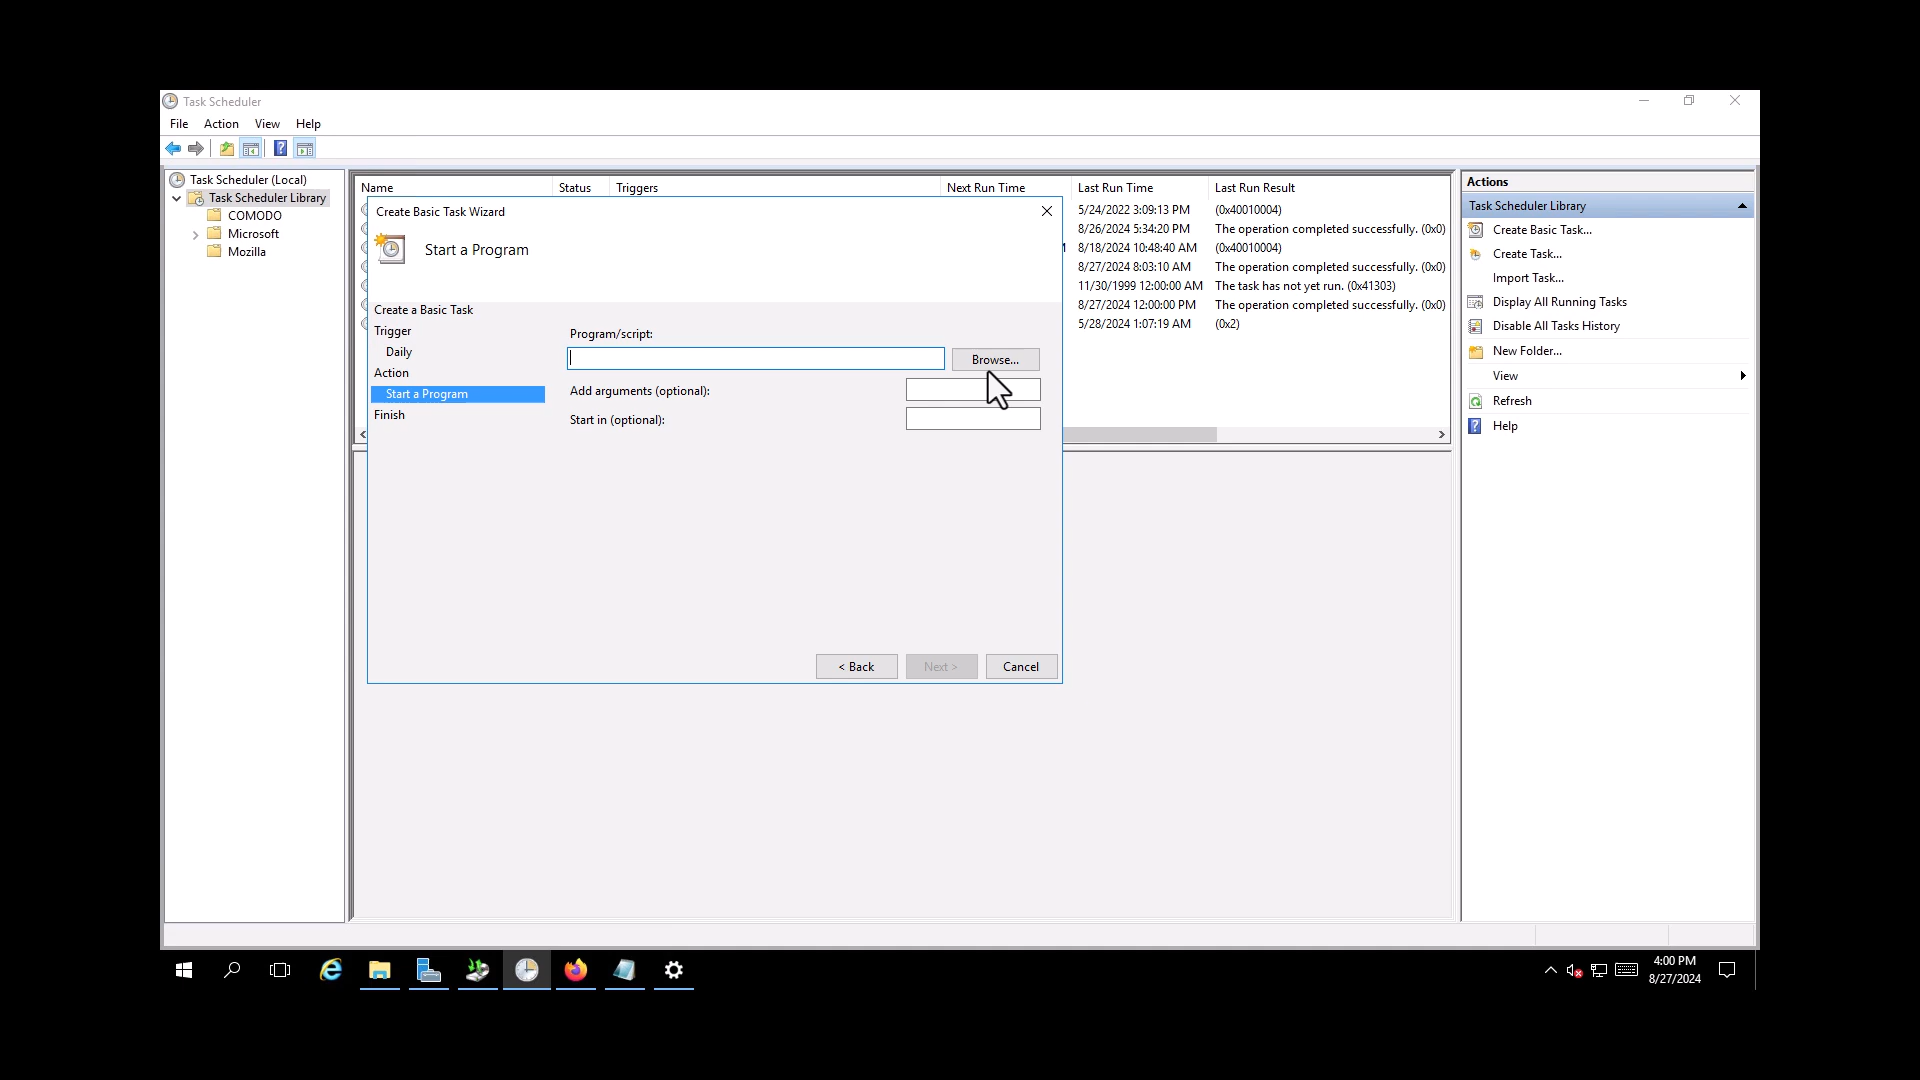 Task Scheduler
File Action View Help
Task Scheduler (Local)
Task Scheduler Library
COMODO
Microsoft
Mozilla
Name Status Triggers Next Run Time Last Run Time Last Run Result
5/24/2022 3:09:13 PM (0x40010004)
8/26/2024 5:34:20 PM The operation completed successfully. (0x0)
8/18/2024 10:48:40 AM (0x40010004)
8/27/2024 8:03:10 AM The operation completed successfully. (0x0)
11/30/1999 12:00:00 AM The task has not yet run. (0x41303)
8/27/2024 12:00:00 PM The operation completed successfully. (0x0)
5/28/2024 1:07:19 AM (0x2)
Create Basic Task Wizard
Start a Program
Create a Basic Task
Trigger
Daily
Action
Start a Program
Finish
Program/script:
Browse...
Add arguments (optional):
Start in (optional):
< Back Next > Cancel
Actions
Task Scheduler Library
Create Basic Task...
Create Task...
Import Task...
Display All Running Tasks
Disable All Tasks History
New Folder...
View
Refresh
Help
4:00 PM
8/27/2024